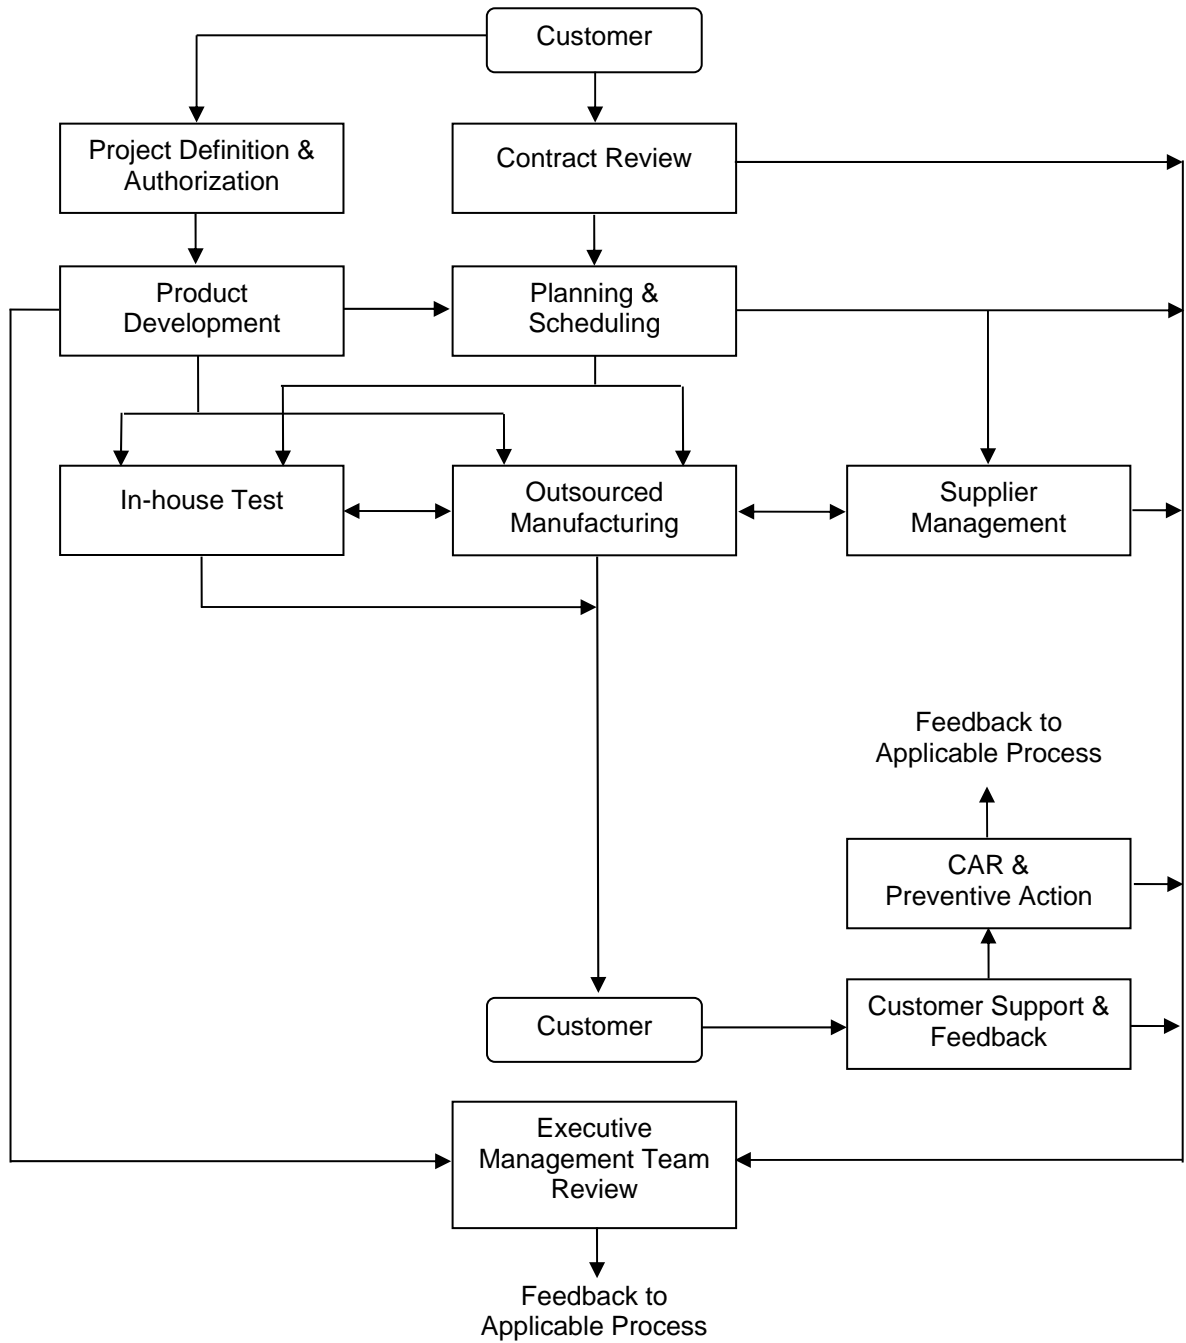 Customer
Project Definition &
Authorization
Contract Review
Product
Development
Planning &
Scheduling
In-house Test
Outsourced
Manufacturing
Supplier
Management
Feedback to
Applicable Process
CAR &
Preventive Action
Customer
Customer Support &
Feedback
Executive
Management Team
Review
Feedback to
Applicable Process